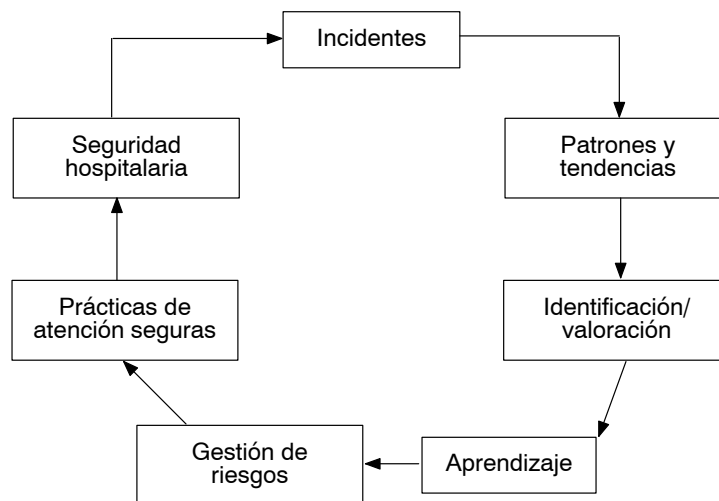 Incidentes
Seguridad
hospitalaria
Patrones y
tendencias
Prácticas de
atención seguras
Identificación/
valoración
Gestión de
riesgos
Aprendizaje